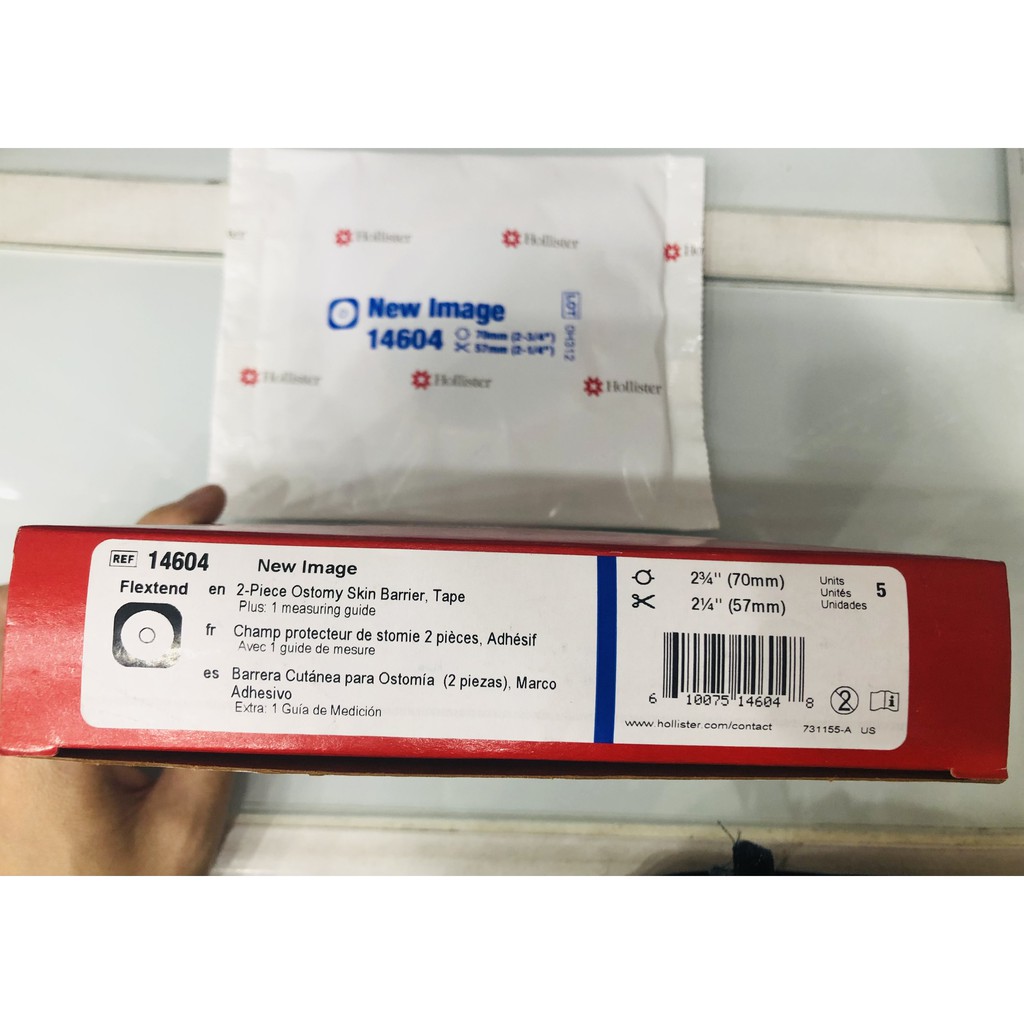 Hollister Hollister
New Image
14604 70mm (2-3/4")
57mm (2-1/4")
LOT
Hollister Hollister Hollister
REF 14604 New Image
Flextend en 2-Piece Ostomy Skin Barrier, Tape
Plus: 1 measuring guide
fr Champ protecteur de stomie 2 pièces, Adhésif
Avec 1 guide de mesure
es Barrera Cutánea para Ostomía (2 piezas), Marco
Adhesivo
Extra: 1 Guía de Medición
2¾" (70mm)
2¼" (57mm)
Units
Unités
Unidades
5
6 10075 14604 8
2
i
www.hollister.com/contact 731155-A US